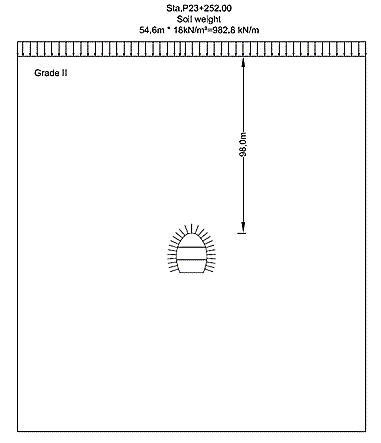 Sta.P23+252.00
Soil weight
54.6m * 18kN/m³=982.8 kN/m
Grade II
98.0m